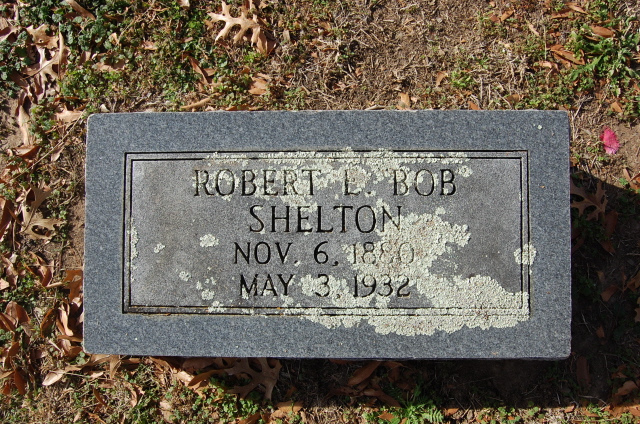 ROBERT L. BOB
SHELTON
NOV. 6, 1880
MAY 3, 1932